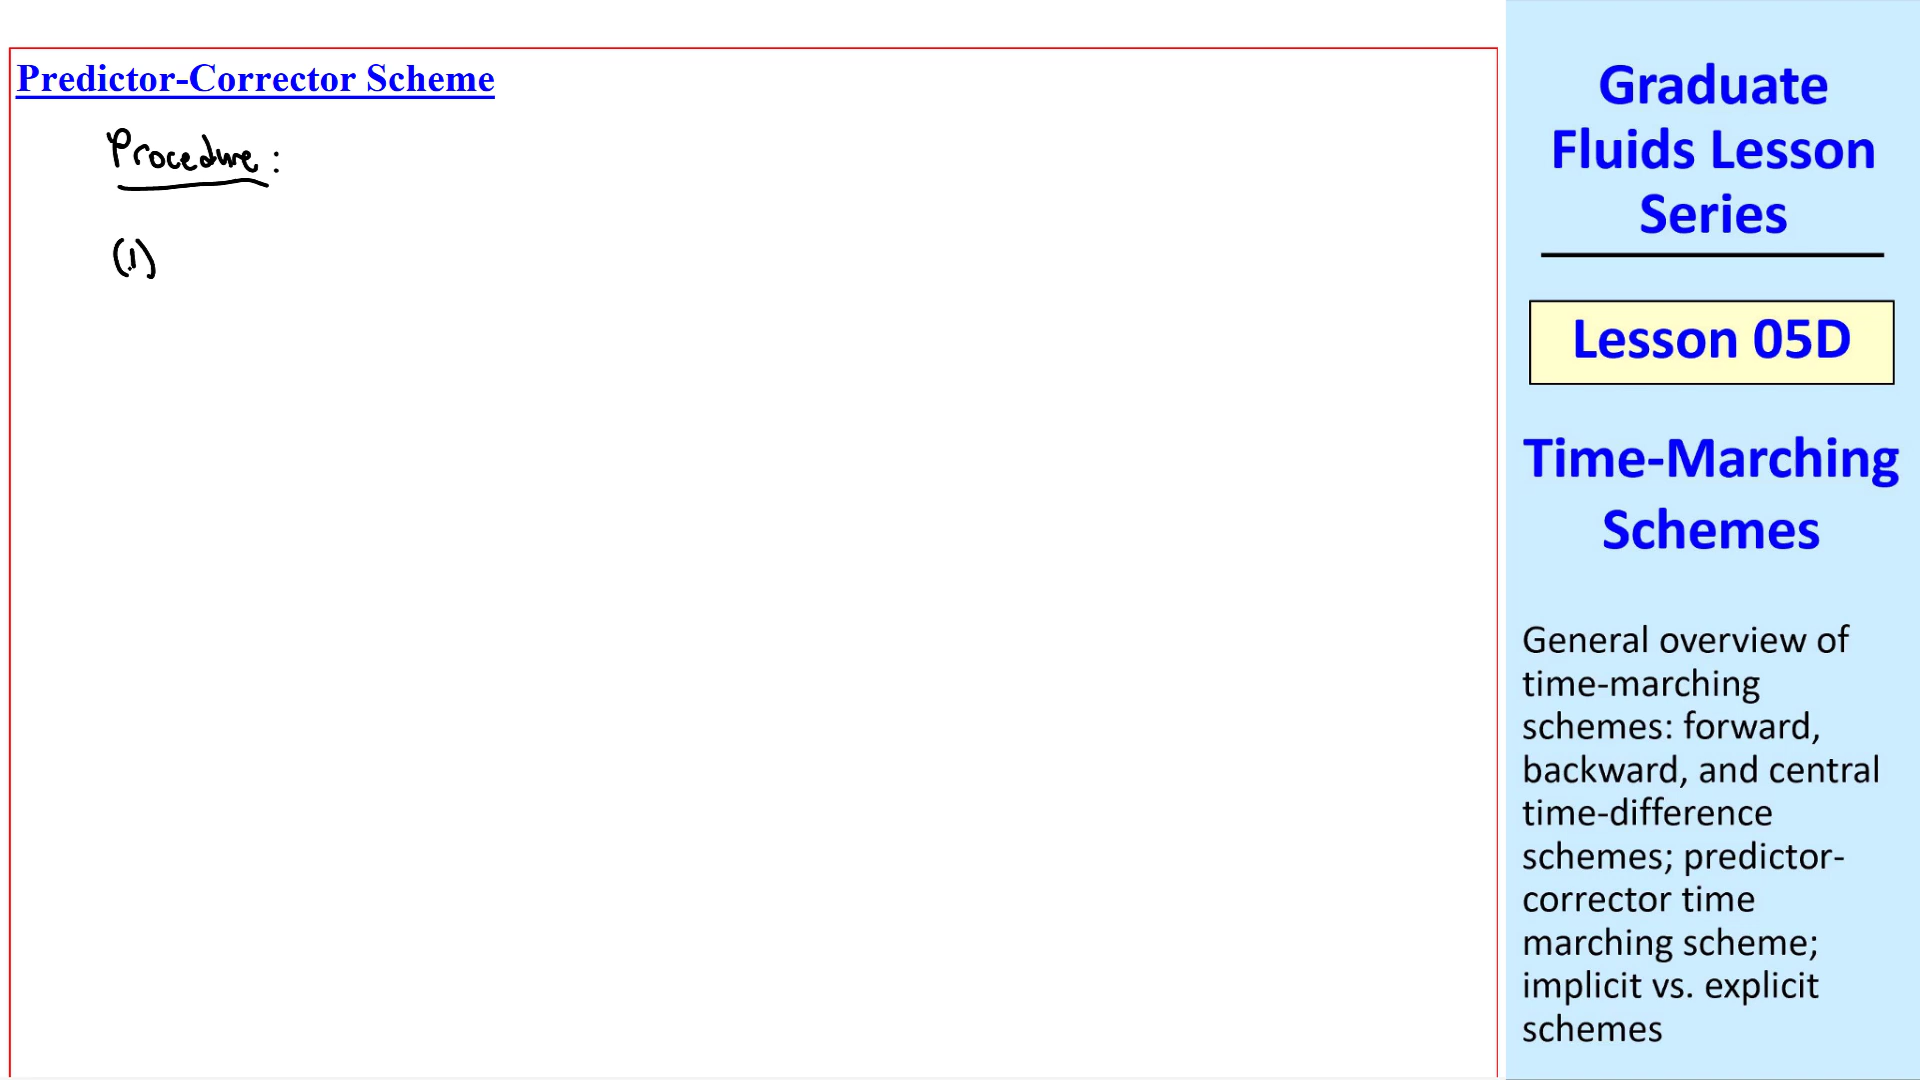 Predictor-Corrector Scheme
Procedure:
(1)
Graduate
Fluids Lesson
Series
Lesson 05D
Time-Marching
Schemes
General overview of
time-marching
schemes: forward,
backward, and central
time-difference
schemes; predictor-
corrector time
marching scheme;
implicit vs. explicit
schemes